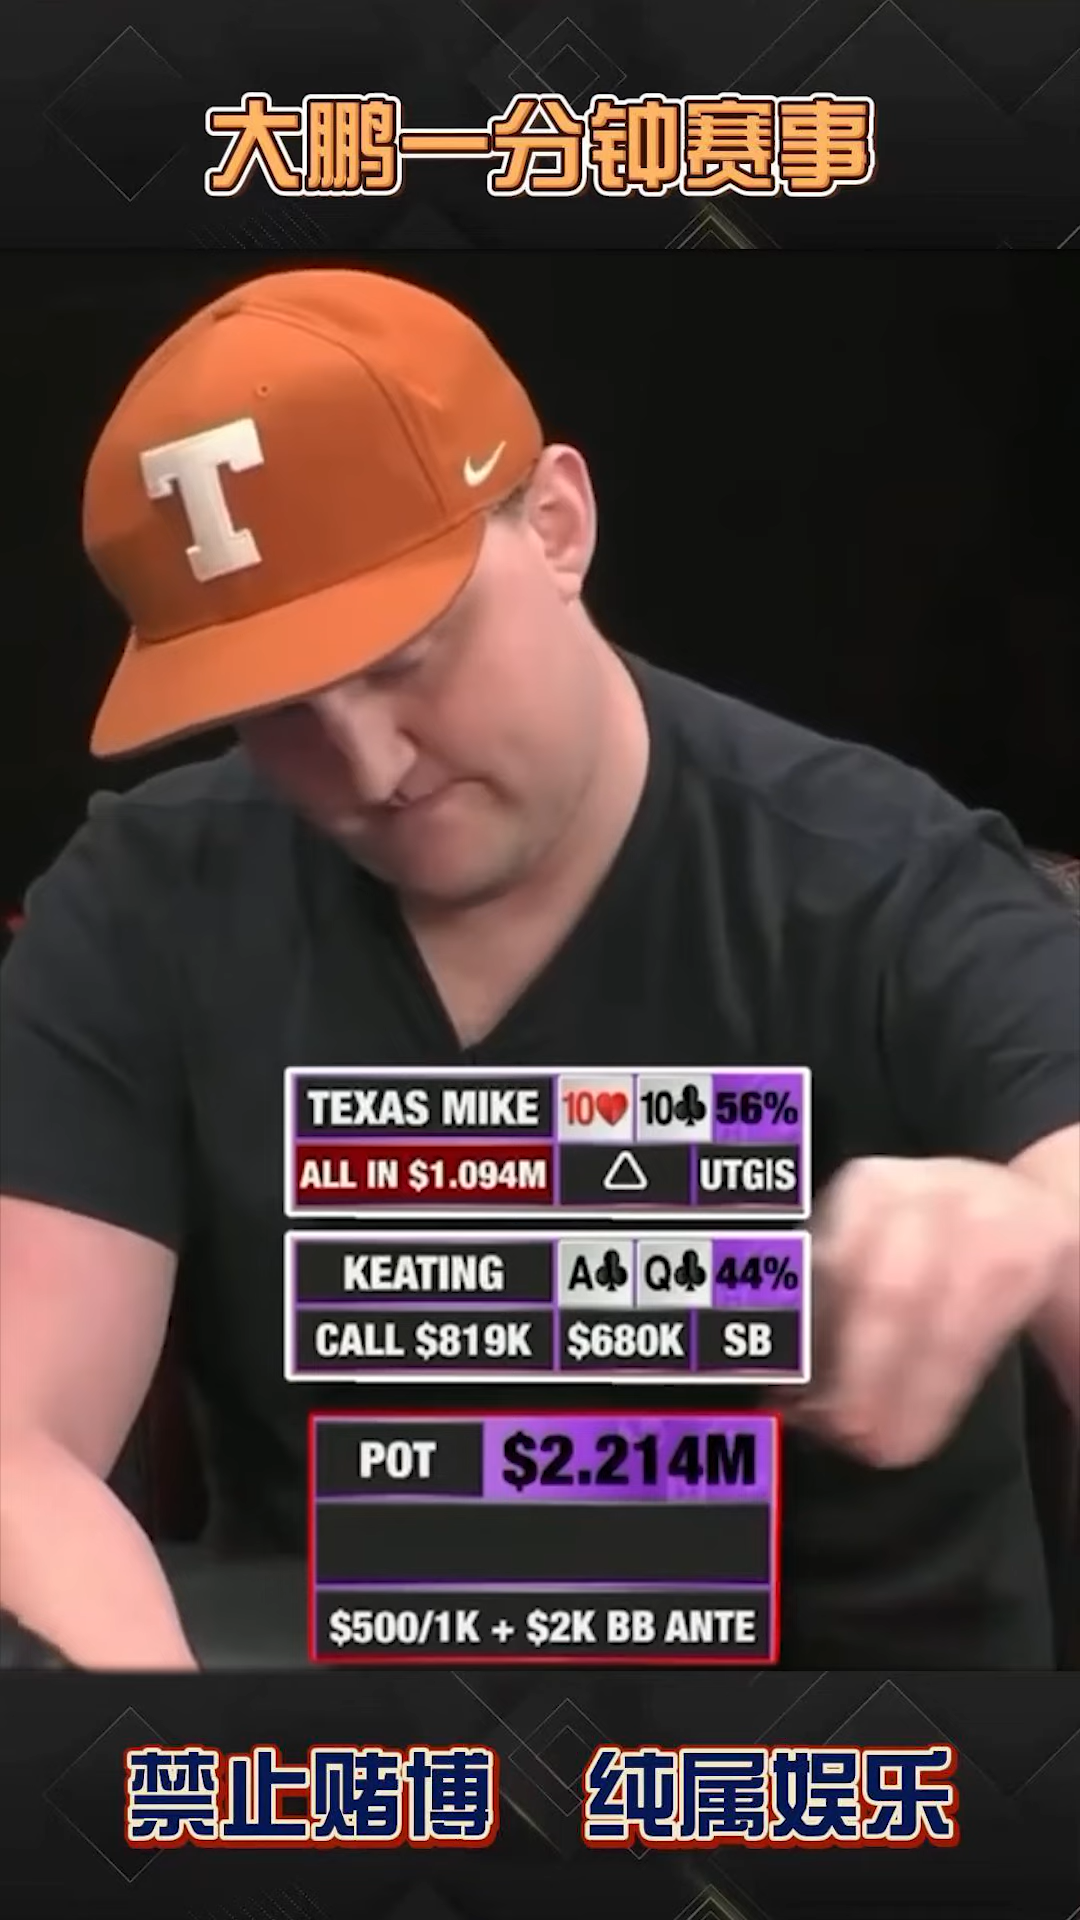 大鹏一分钟赛事
T
TEXAS MIKE 10♥ 10♣ 56%
ALL IN $1.094M △ UTG|S
KEATING A♣ Q♣ 44%
CALL $819K $680K SB
POT $2.214M
$500/1K + $2K BB ANTE
禁止赌博 纯属娱乐